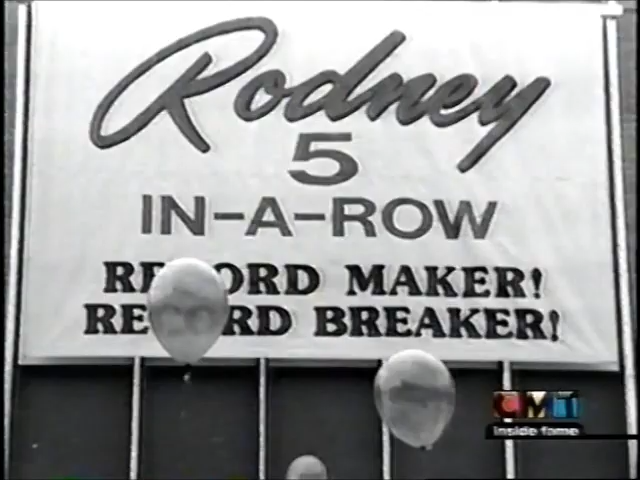 Rodney
5
IN-A-ROW
RECORD MAKER!
RECORD BREAKER!
CMT
inside fame